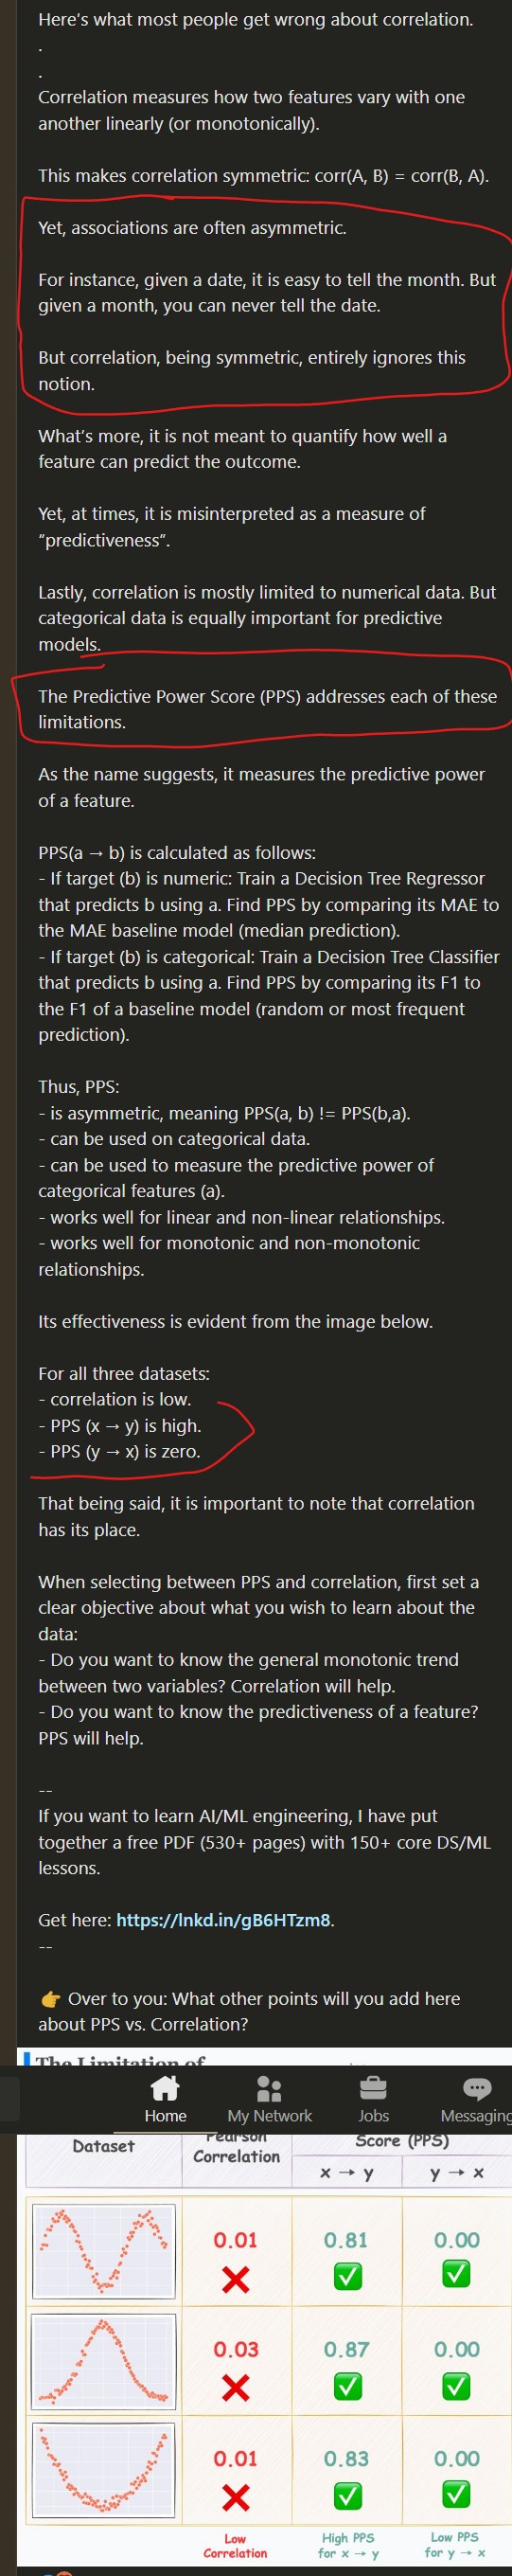 Here's what most people get wrong about correlation.
.
.
Correlation measures how two features vary with one
another linearly (or monotonically).
This makes correlation symmetric: corr(A, B) = corr(B, A).
Yet, associations are often asymmetric.
For instance, given a date, it is easy to tell the month. But
given a month, you can never tell the date.
But correlation, being symmetric, entirely ignores this
notion.
What's more, it is not meant to quantify how well a
feature can predict the outcome.
Yet, at times, it is misinterpreted as a measure of
"predictiveness".
Lastly, correlation is mostly limited to numerical data. But
categorical data is equally important for predictive
models.
The Predictive Power Score (PPS) addresses each of these
limitations.
As the name suggests, it measures the predictive power
of a feature.
PPS(a → b) is calculated as follows:
- If target (b) is numeric: Train a Decision Tree Regressor
that predicts b using a. Find PPS by comparing its MAE to
the MAE baseline model (median prediction).
- If target (b) is categorical: Train a Decision Tree Classifier
that predicts b using a. Find PPS by comparing its F1 to
the F1 of a baseline model (random or most frequent
prediction).
Thus, PPS:
- is asymmetric, meaning PPS(a, b) != PPS(b,a).
- can be used on categorical data.
- can be used to measure the predictive power of
categorical features (a).
- works well for linear and non-linear relationships.
- works well for monotonic and non-monotonic
relationships.
Its effectiveness is evident from the image below.
For all three datasets:
- correlation is low.
- PPS (x → y) is high.
- PPS (y → x) is zero.
That being said, it is important to note that correlation
has its place.
When selecting between PPS and correlation, first set a
clear objective about what you wish to learn about the
data:
- Do you want to know the general monotonic trend
between two variables? Correlation will help.
- Do you want to know the predictiveness of a feature?
PPS will help.
--
If you want to learn AI/ML engineering, I have put
together a free PDF (530+ pages) with 150+ core DS/ML
lessons.
Get here: https://lnkd.in/gB6HTzm8.
--
👉 Over to you: What other points will you add here
about PPS vs. Correlation?
The Limitation of
Home My Network Jobs Messaging
Dataset Pearson Correlation Score (PPS)
x → y y → x
0.01 0.81 0.00
0.03 0.87 0.00
0.01 0.83 0.00
Low High PPS Low PPS
Correlation for x → y for y → x